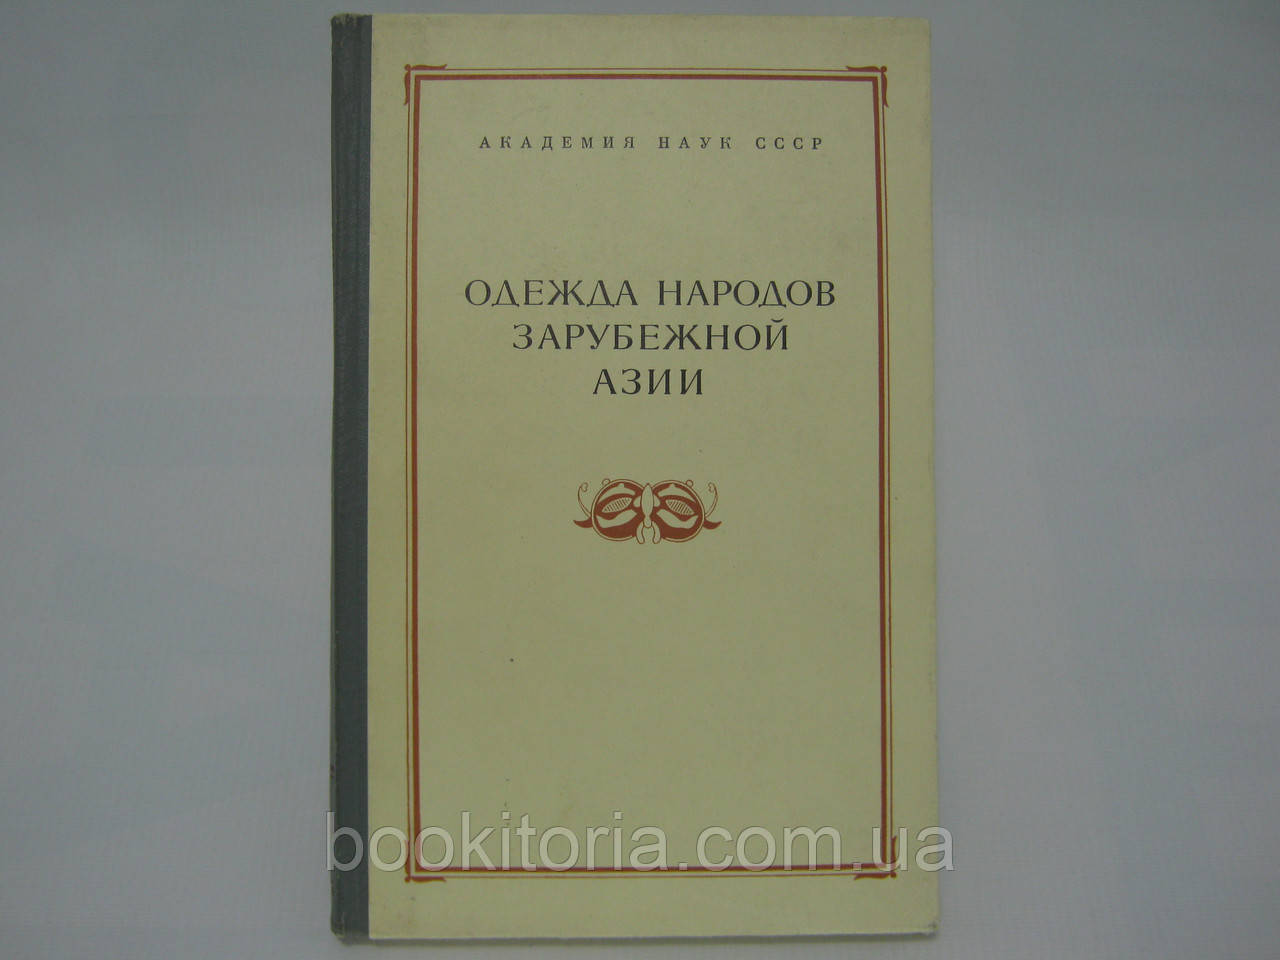 АКАДЕМИЯ НАУК СССР
ОДЕЖДА НАРОДОВ
ЗАРУБЕЖНОЙ
АЗИИ
bookitoria.com.ua